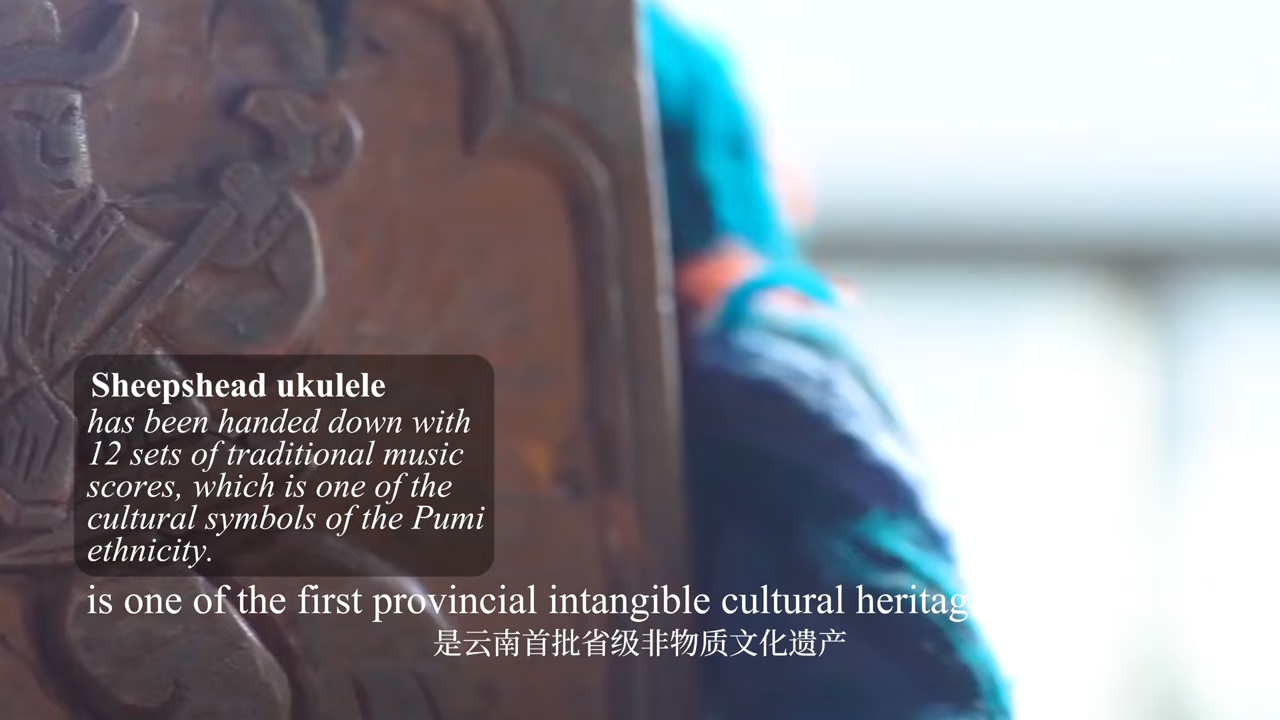 Sheepshead ukulele
has been handed down with
12 sets of traditional music
scores, which is one of the
cultural symbols of the Pumi
ethnicity.
is one of the first provincial intangible cultural heritag
是云南首批省级非物质文化遗产